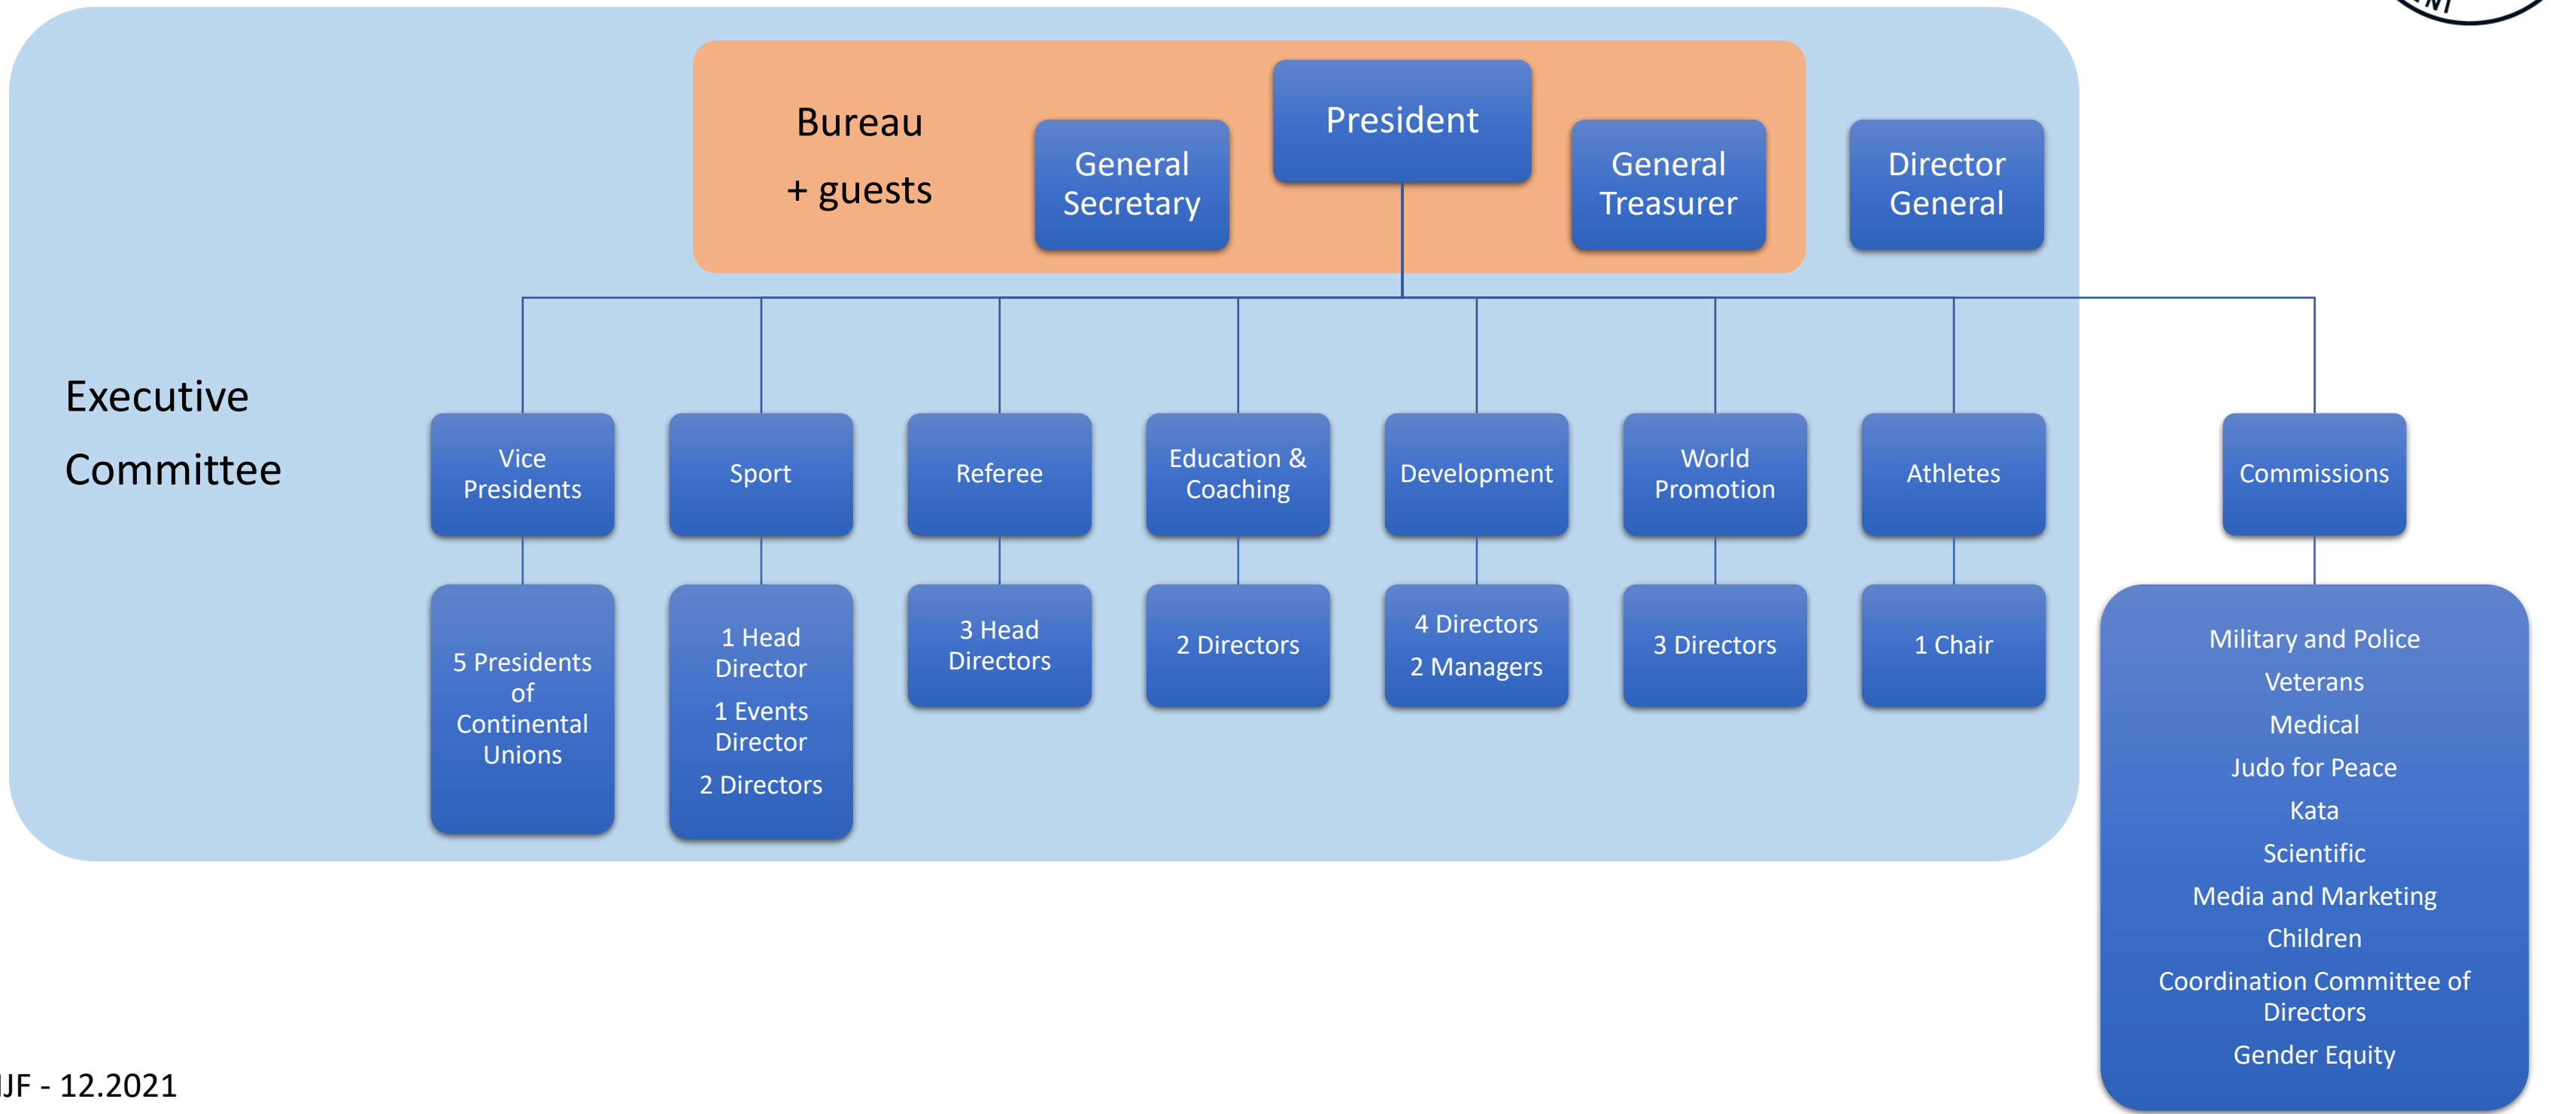 President
Bureau
+ guests
General
Secretary
General
Treasurer
Director
General
Executive
Committee
Vice
Presidents
Sport
Referee
Education &
Coaching
Development
World
Promotion
Athletes
Commissions
5 Presidents
of
Continental
Unions
1 Head
Director
1 Events
Director
2 Directors
3 Head
Directors
2 Directors
4 Directors
2 Managers
3 Directors
1 Chair
Military and Police
Veterans
Medical
Judo for Peace
Kata
Scientific
Media and Marketing
Children
Coordination Committee of
Directors
Gender Equity
IJF - 12.2021